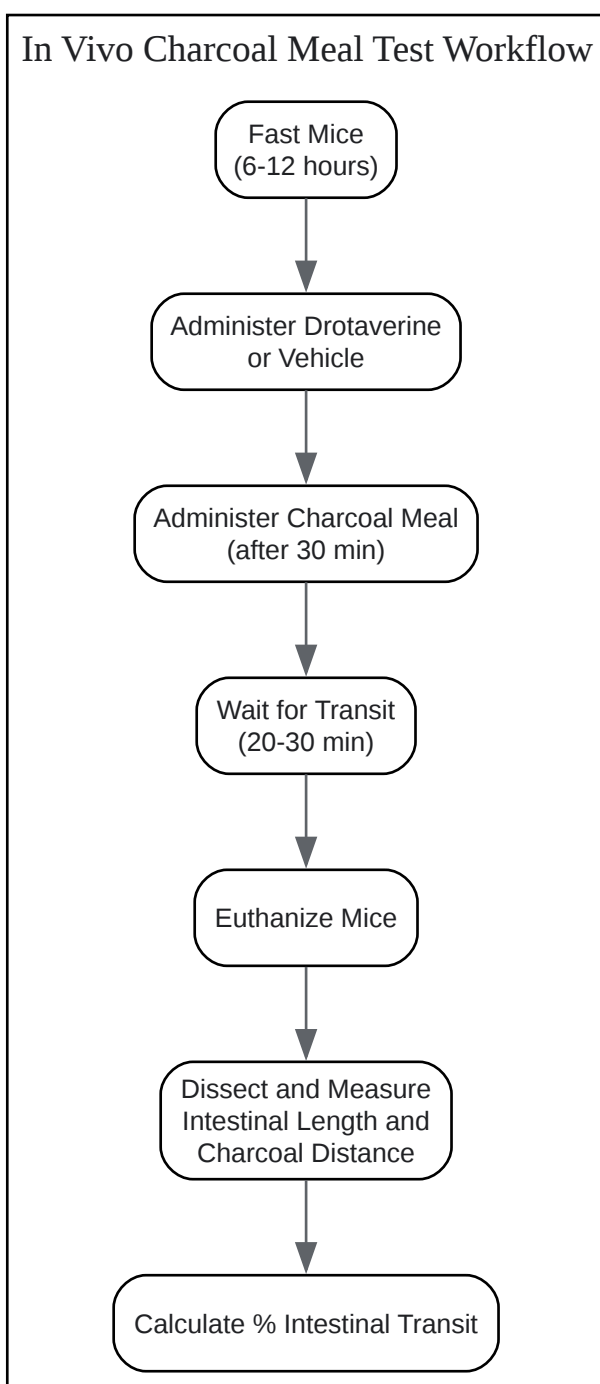 In Vivo Charcoal Meal Test Workflow
Fast Mice
(6-12 hours)
Administer Drotaverine
or Vehicle
Administer Charcoal Meal
(after 30 min)
Wait for Transit
(20-30 min)
Euthanize Mice
Dissect and Measure
Intestinal Length and
Charcoal Distance
Calculate % Intestinal Transit